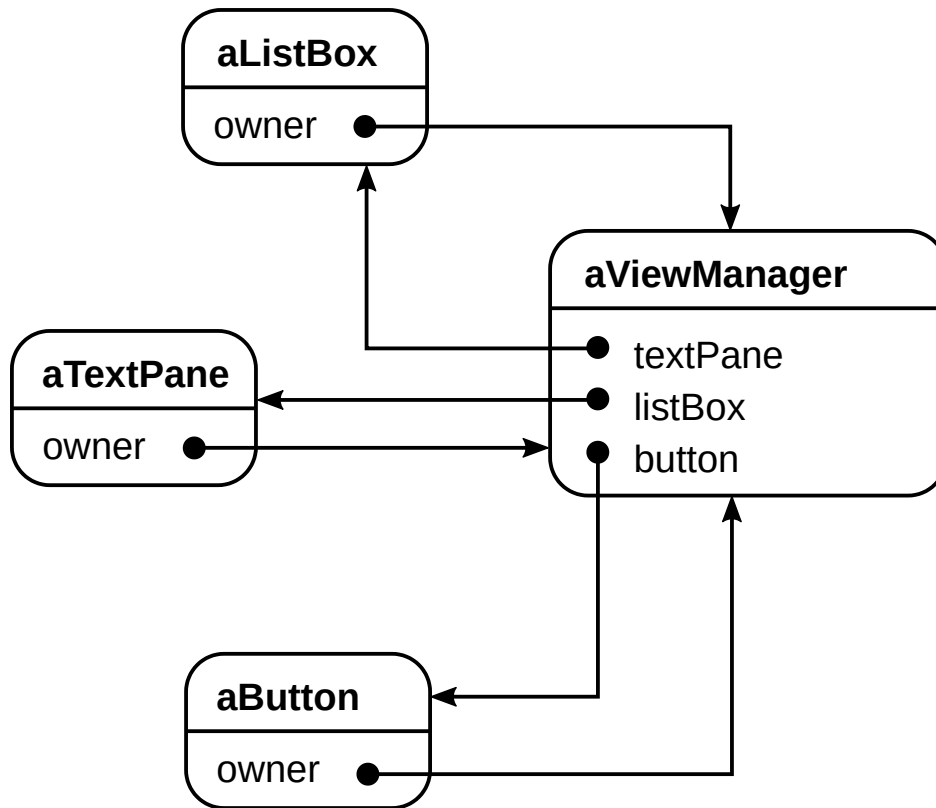 aListBox
owner
aViewManager
textPane
listBox
button
aTextPane
owner
aButton
owner